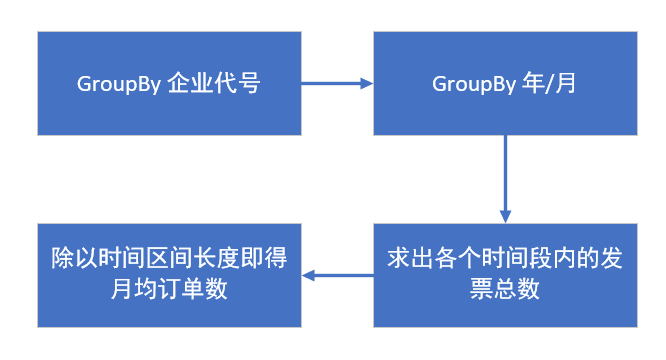 GroupBy 企业代号
GroupBy 年/月
求出各个时间段内的发
票总数
除以时间区间长度即得
月均订单数